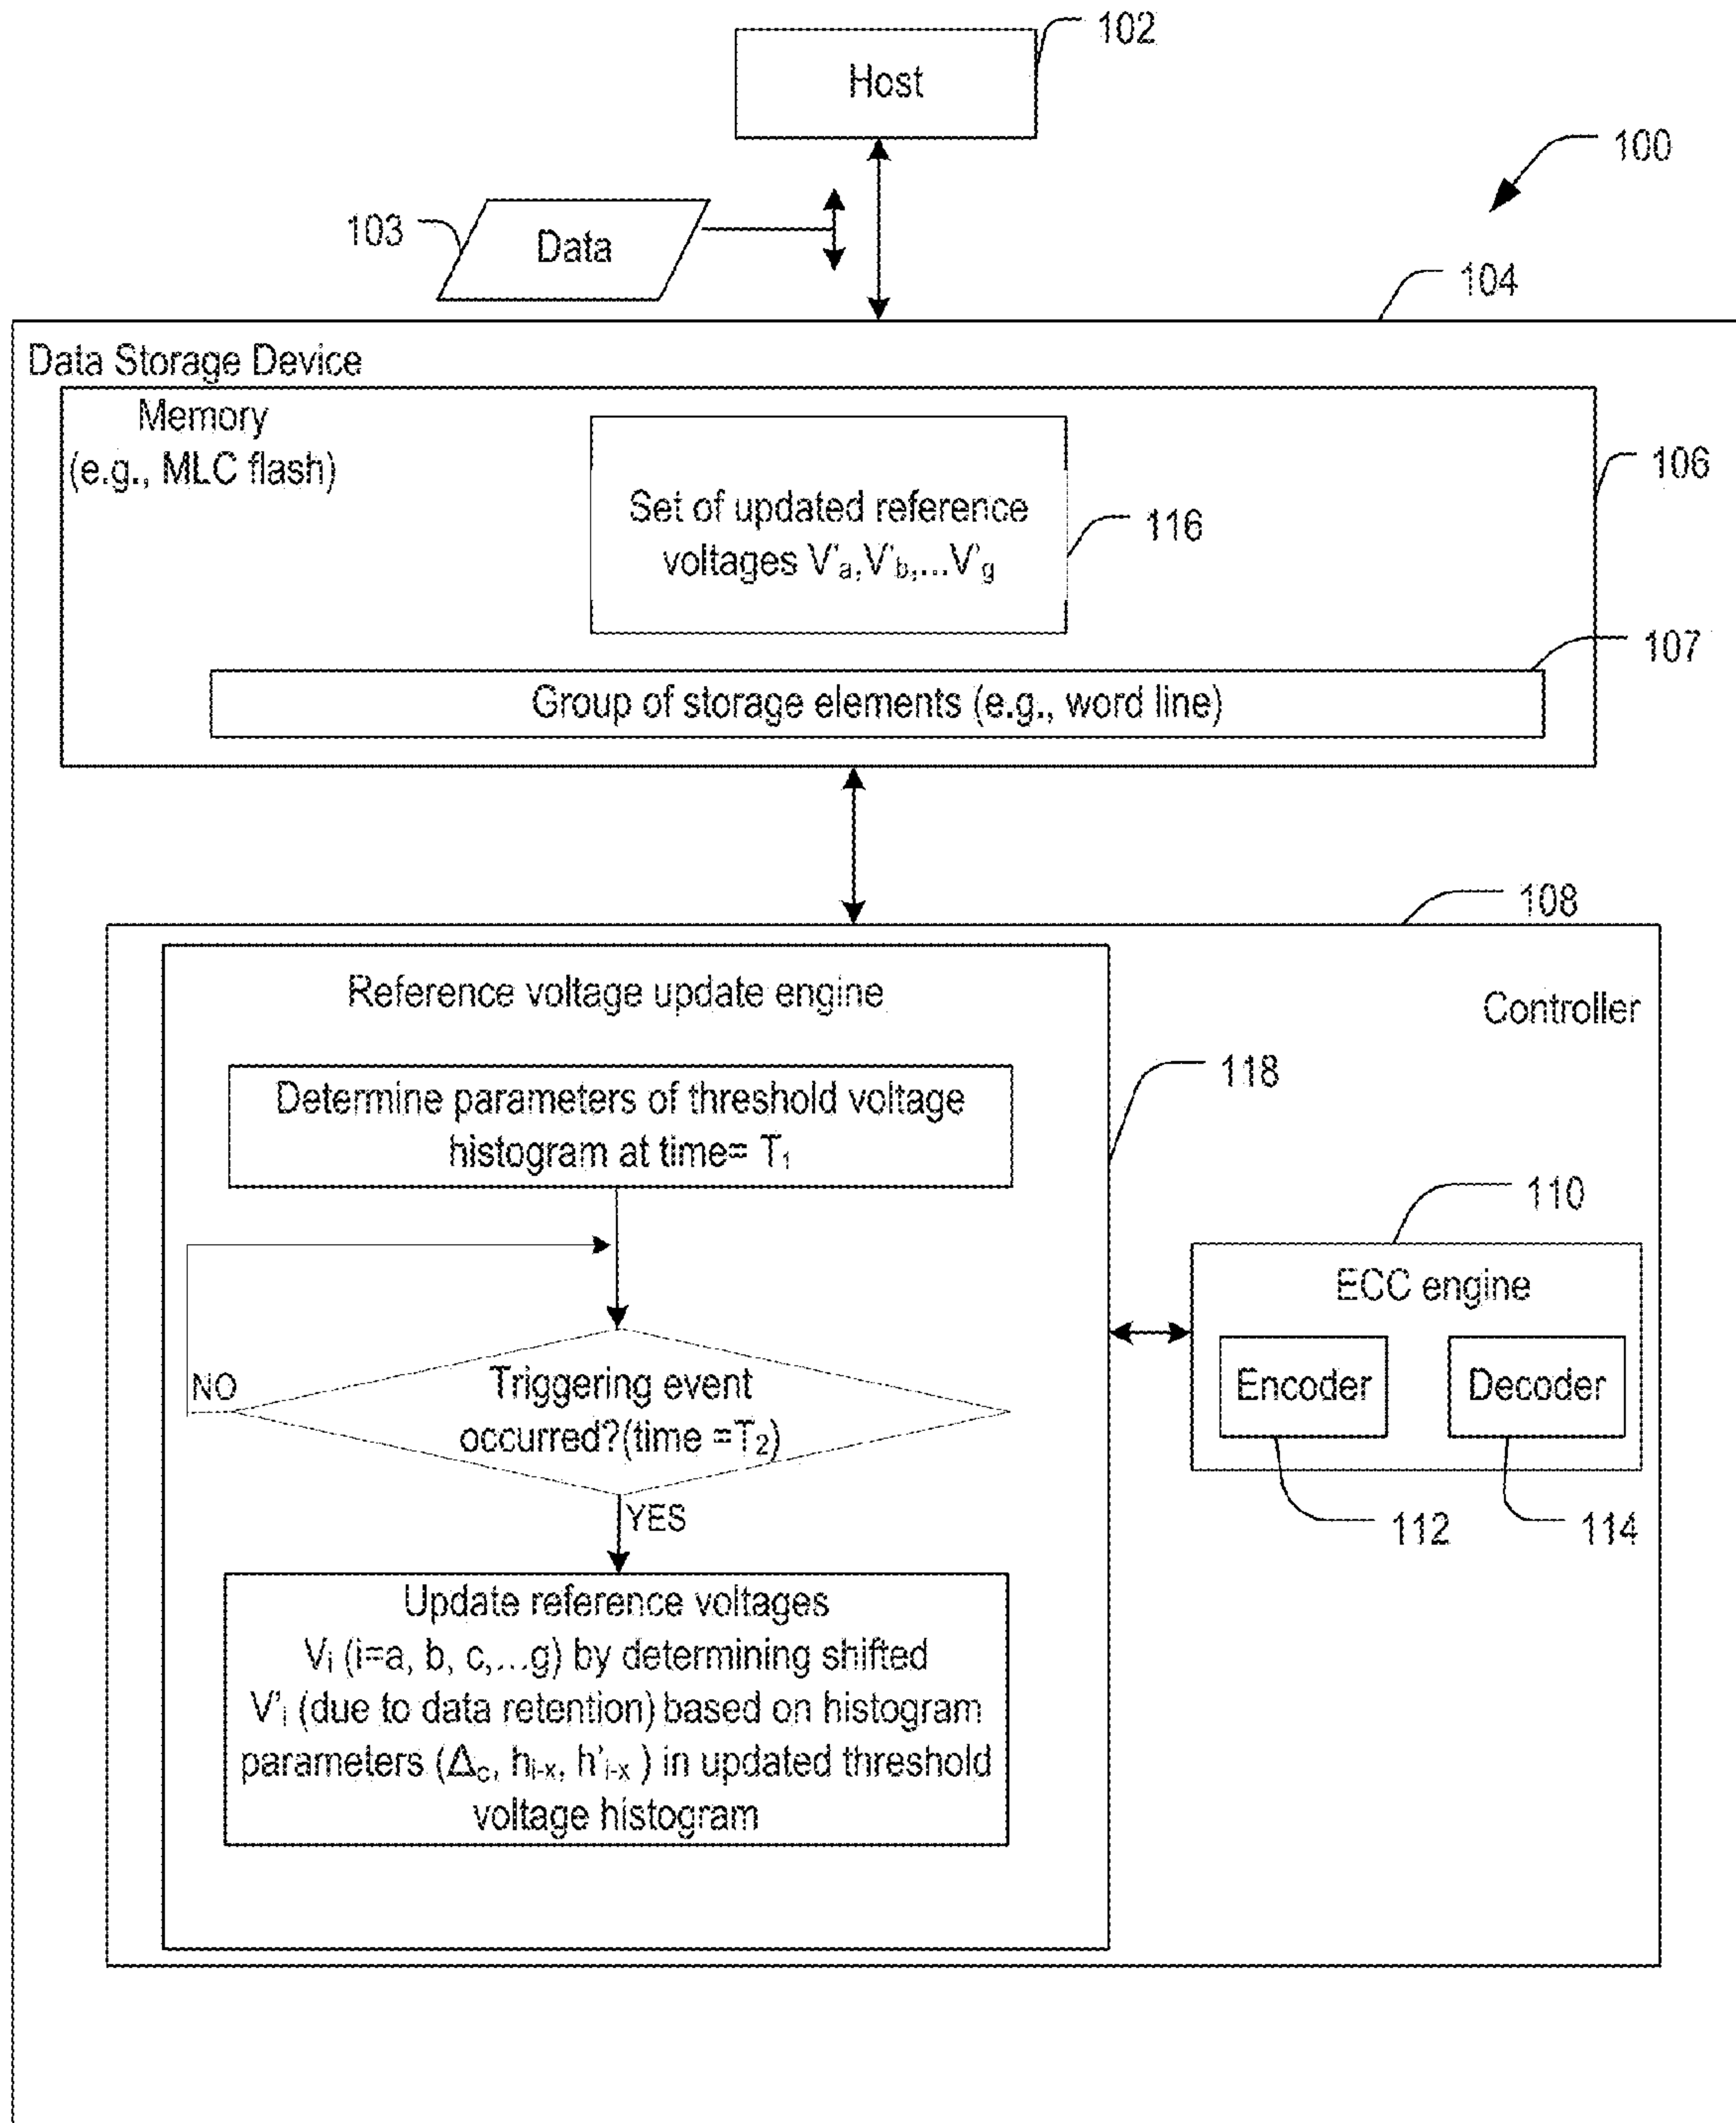 102
Host
100
103
Data
104
Data Storage Device
Memory
(e.g., MLC flash)
106
Set of updated reference
voltages V'a,V'b,...V'g
116
107
Group of storage elements (e.g., word line)
108
Reference voltage update engine
Controller
118
Determine parameters of threshold voltage
histogram at time= T₁
110
ECC engine
Encoder
Decoder
NO
Triggering event
occurred?(time =T₂)
112
114
YES
Update reference voltages
Vᵢ (i=a, b, c,...g) by determining shifted
V'ᵢ (due to data retention) based on histogram
parameters (Δc, hᵢ₋ₓ, h'ᵢ₋ₓ ) in updated threshold
voltage histogram